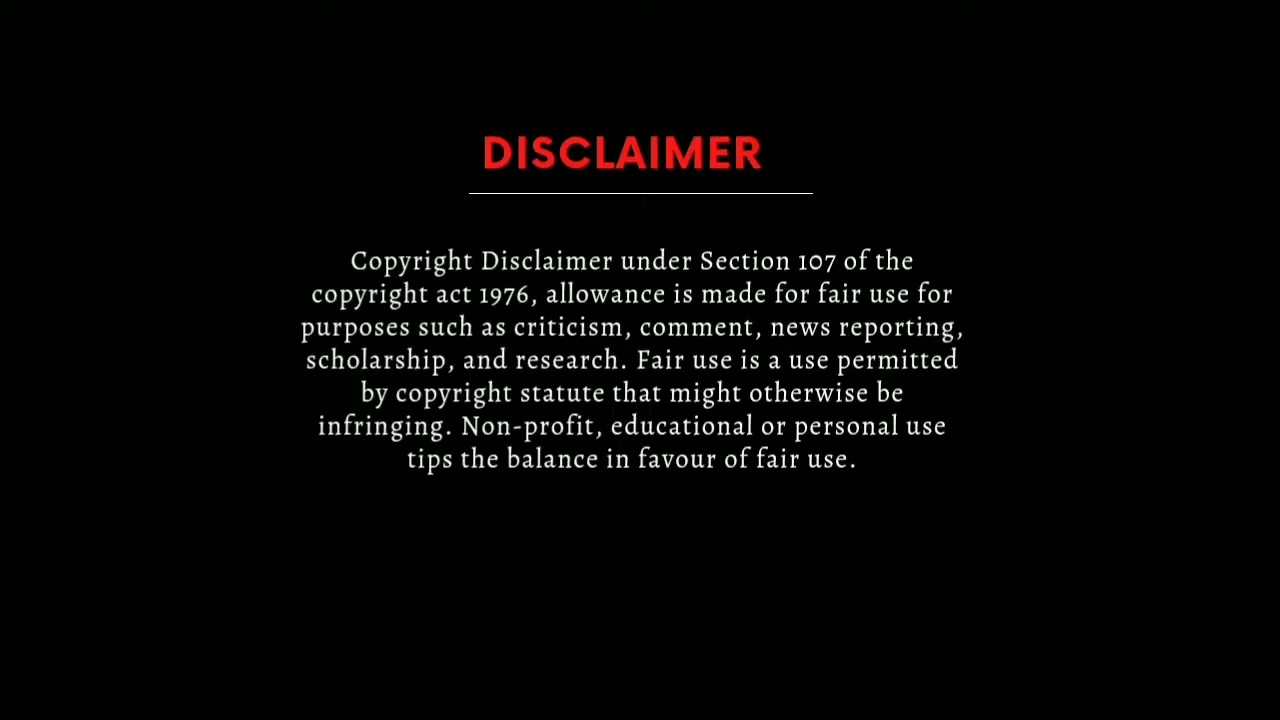 DISCLAIMER
Copyright Disclaimer under Section 107 of the
copyright act 1976, allowance is made for fair use for
purposes such as criticism, comment, news reporting,
scholarship, and research. Fair use is a use permitted
by copyright statute that might otherwise be
infringing. Non-profit, educational or personal use
tips the balance in favour of fair use.